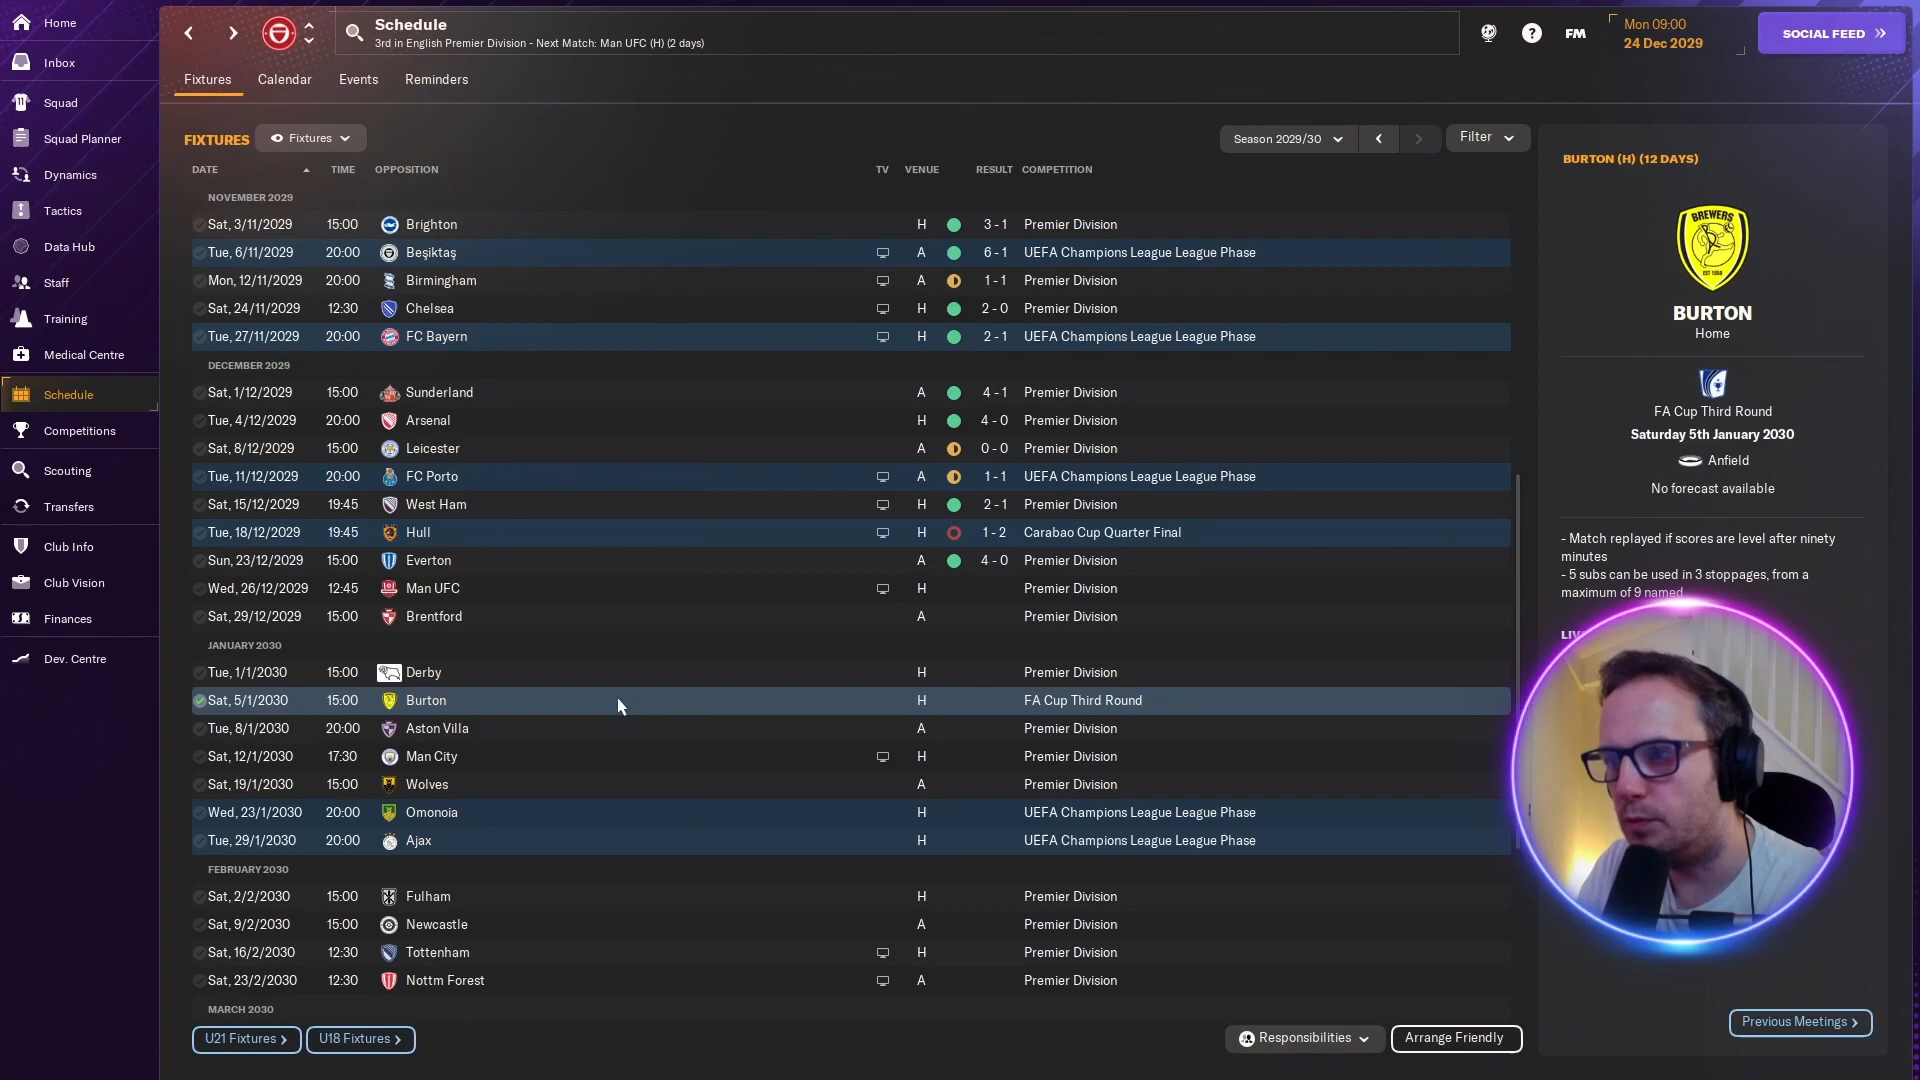 Home
Inbox
Squad
Squad Planner
Dynamics
Tactics
Data Hub
Staff
Training
Medical Centre
Schedule
Competitions
Scouting
Transfers
Club Info
Club Vision
Finances
Dev. Centre
Schedule
3rd in English Premier Division - Next Match: Man UFC (H) (2 days)
FM
Mon 09:00
24 Dec 2029
SOCIAL FEED
Fixtures Calendar Events Reminders
FIXTURES Fixtures Season 2029/30 Filter
DATE TIME OPPOSITION TV VENUE RESULT COMPETITION
NOVEMBER 2029
Sat, 3/11/2029 15:00 Brighton H 3 - 1 Premier Division
Tue, 6/11/2029 20:00 Beşiktaş A 6 - 1 UEFA Champions League League Phase
Mon, 12/11/2029 20:00 Birmingham A 1 - 1 Premier Division
Sat, 24/11/2029 12:30 Chelsea H 2 - 0 Premier Division
Tue, 27/11/2029 20:00 FC Bayern H 2 - 1 UEFA Champions League League Phase
DECEMBER 2029
Sat, 1/12/2029 15:00 Sunderland A 4 - 1 Premier Division
Tue, 4/12/2029 20:00 Arsenal H 4 - 0 Premier Division
Sat, 8/12/2029 15:00 Leicester A 0 - 0 Premier Division
Tue, 11/12/2029 20:00 FC Porto A 1 - 1 UEFA Champions League League Phase
Sat, 15/12/2029 19:45 West Ham H 2 - 1 Premier Division
Tue, 18/12/2029 19:45 Hull H 1 - 2 Carabao Cup Quarter Final
Sun, 23/12/2029 15:00 Everton A 4 - 0 Premier Division
Wed, 26/12/2029 12:45 Man UFC H Premier Division
Sat, 29/12/2029 15:00 Brentford A Premier Division
JANUARY 2030
Tue, 1/1/2030 15:00 Derby H Premier Division
Sat, 5/1/2030 15:00 Burton H FA Cup Third Round
Tue, 8/1/2030 20:00 Aston Villa A Premier Division
Sat, 12/1/2030 17:30 Man City H Premier Division
Sat, 19/1/2030 15:00 Wolves A Premier Division
Wed, 23/1/2030 20:00 Omonoia H UEFA Champions League League Phase
Tue, 29/1/2030 20:00 Ajax H UEFA Champions League League Phase
FEBRUARY 2030
Sat, 2/2/2030 15:00 Fulham H Premier Division
Sat, 9/2/2030 15:00 Newcastle A Premier Division
Sat, 16/2/2030 12:30 Tottenham H Premier Division
Sat, 23/2/2030 12:30 Nottm Forest A Premier Division
MARCH 2030
U21 Fixtures U18 Fixtures Responsibilities Arrange Friendly
BURTON (H) (12 DAYS)
BREWERS
BURTON
Home
FA Cup Third Round
Saturday 5th January 2030
Anfield
No forecast available
- Match replayed if scores are level after ninety
minutes
- 5 subs can be used in 3 stoppages, from a
maximum of 9 named
Previous Meetings